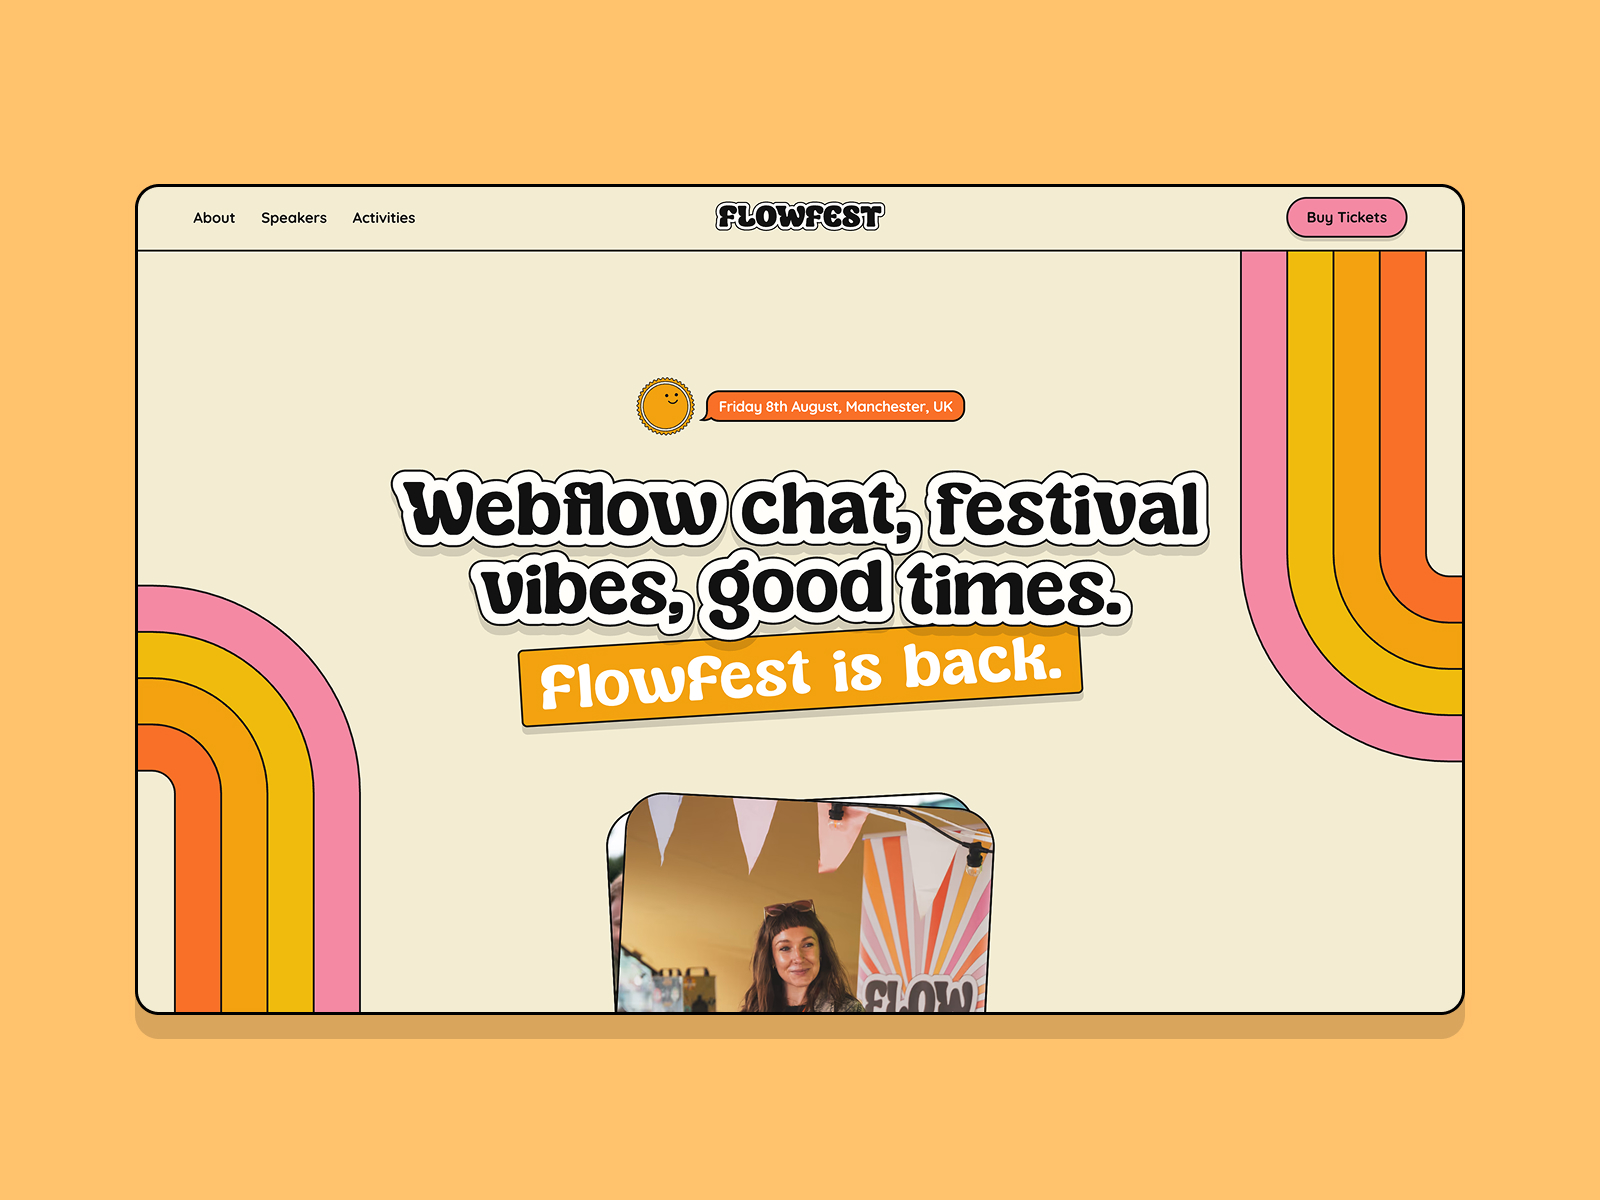 About Speakers Activities
FLOWFEST
Buy Tickets
Friday 8th August, Manchester, UK
Webflow chat, festival
vibes, good times.
Flowfest is back.
FLOW